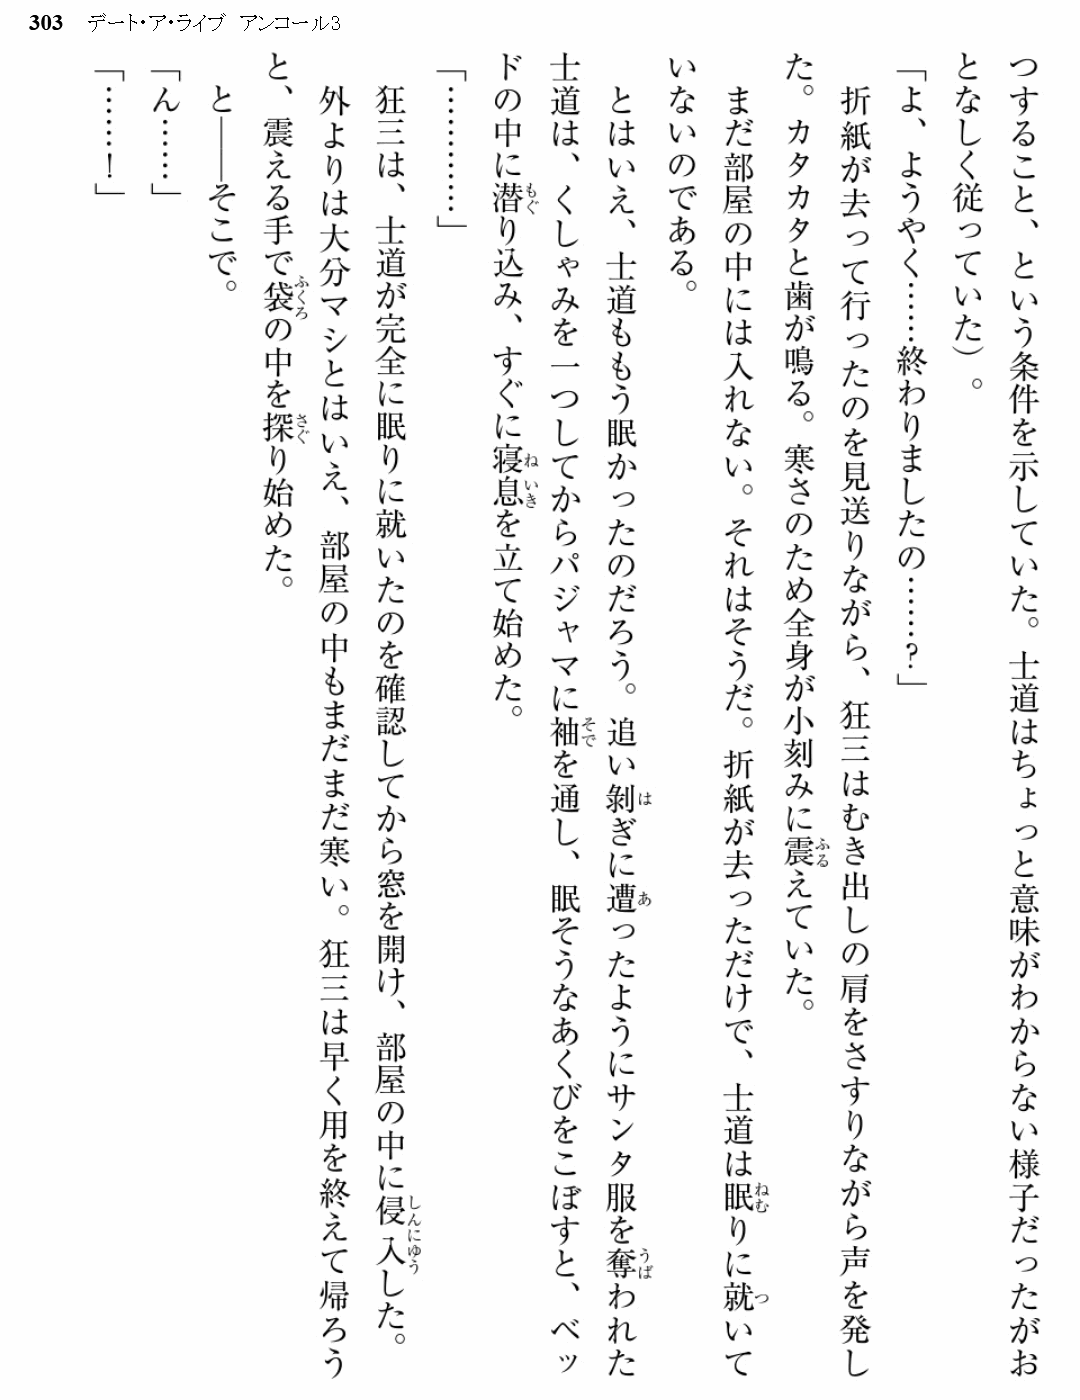 303 デート・ア・ライブ アンコール3
つすること、という条件を示していた。士道はちょっと意味がわからない様子だったがお
となしく従っていた）。
「よ、ようやく……終わりましたの……？」
折紙が去って行ったのを見送りながら、狂三はむき出しの肩をさすりながら声を発し
た。カタカタと歯が鳴る。寒さのため全身が小刻みに震えていた。
まだ部屋の中には入れない。それはそうだ。折紙が去っただけで、士道は眠りに就いて
いないのである。
とはいえ、士道ももう眠かったのだろう。追い剝ぎに遭ったようにサンタ服を奪われた
士道は、くしゃみを一つしてからパジャマに袖を通し、眠そうなあくびをこぼすと、ベッ
ドの中に潜り込み、すぐに寝息を立て始めた。
「…………」
狂三は、士道が完全に眠りに就いたのを確認してから窓を開け、部屋の中に侵入した。
外よりは大分マシとはいえ、部屋の中もまだまだ寒い。狂三は早く用を終えて帰ろう
と、震える手で袋の中を探り始めた。
と――そこで。
「ん……」
「……！」